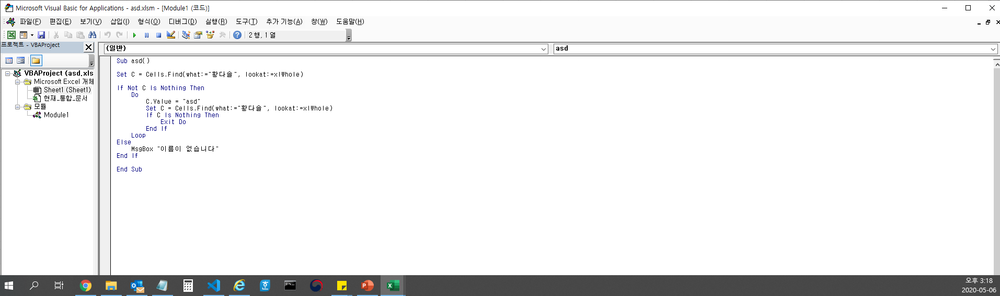 Microsoft Visual Basic for Applications - asd.xlsm - [Module1 (코드)]
파일(F) 편집(E) 보기(V) 삽입(I) 형식(O) 디버그(D) 실행(R) 도구(T) 추가 기능(A) 창(W) 도움말(H)
2 행, 1 열
프로젝트 - VBAProject
(일반)
asd
VBAProject (asd.xls
Microsoft Excel 개체
Sheet1 (Sheet1)
현재_통합_문서
모듈
Module1
Sub asd()
Set C = Cells.Find(what:="황다솔", lookat:=xlWhole)
If Not C Is Nothing Then
Do
C.Value = "asd"
Set C = Cells.Find(what:="황다솔", lookat:=xlWhole)
If C Is Nothing Then
Exit Do
End If
Loop
Else
MsgBox "이름이 없습니다"
End If
End Sub
오후 3:18
2020-05-06